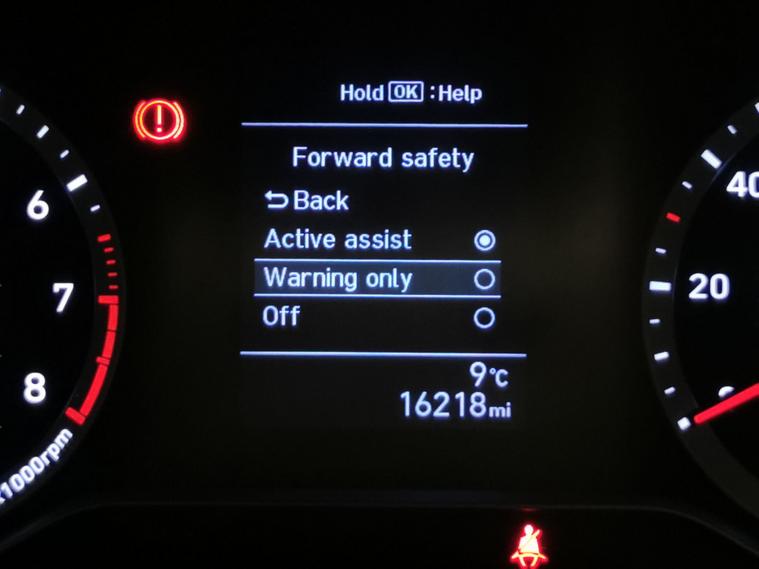 Hold OK : Help
Forward safety
Back
Active assist
Warning only
Off
9°C
16218mi
6
7
8
x1000rpm
40
20
0